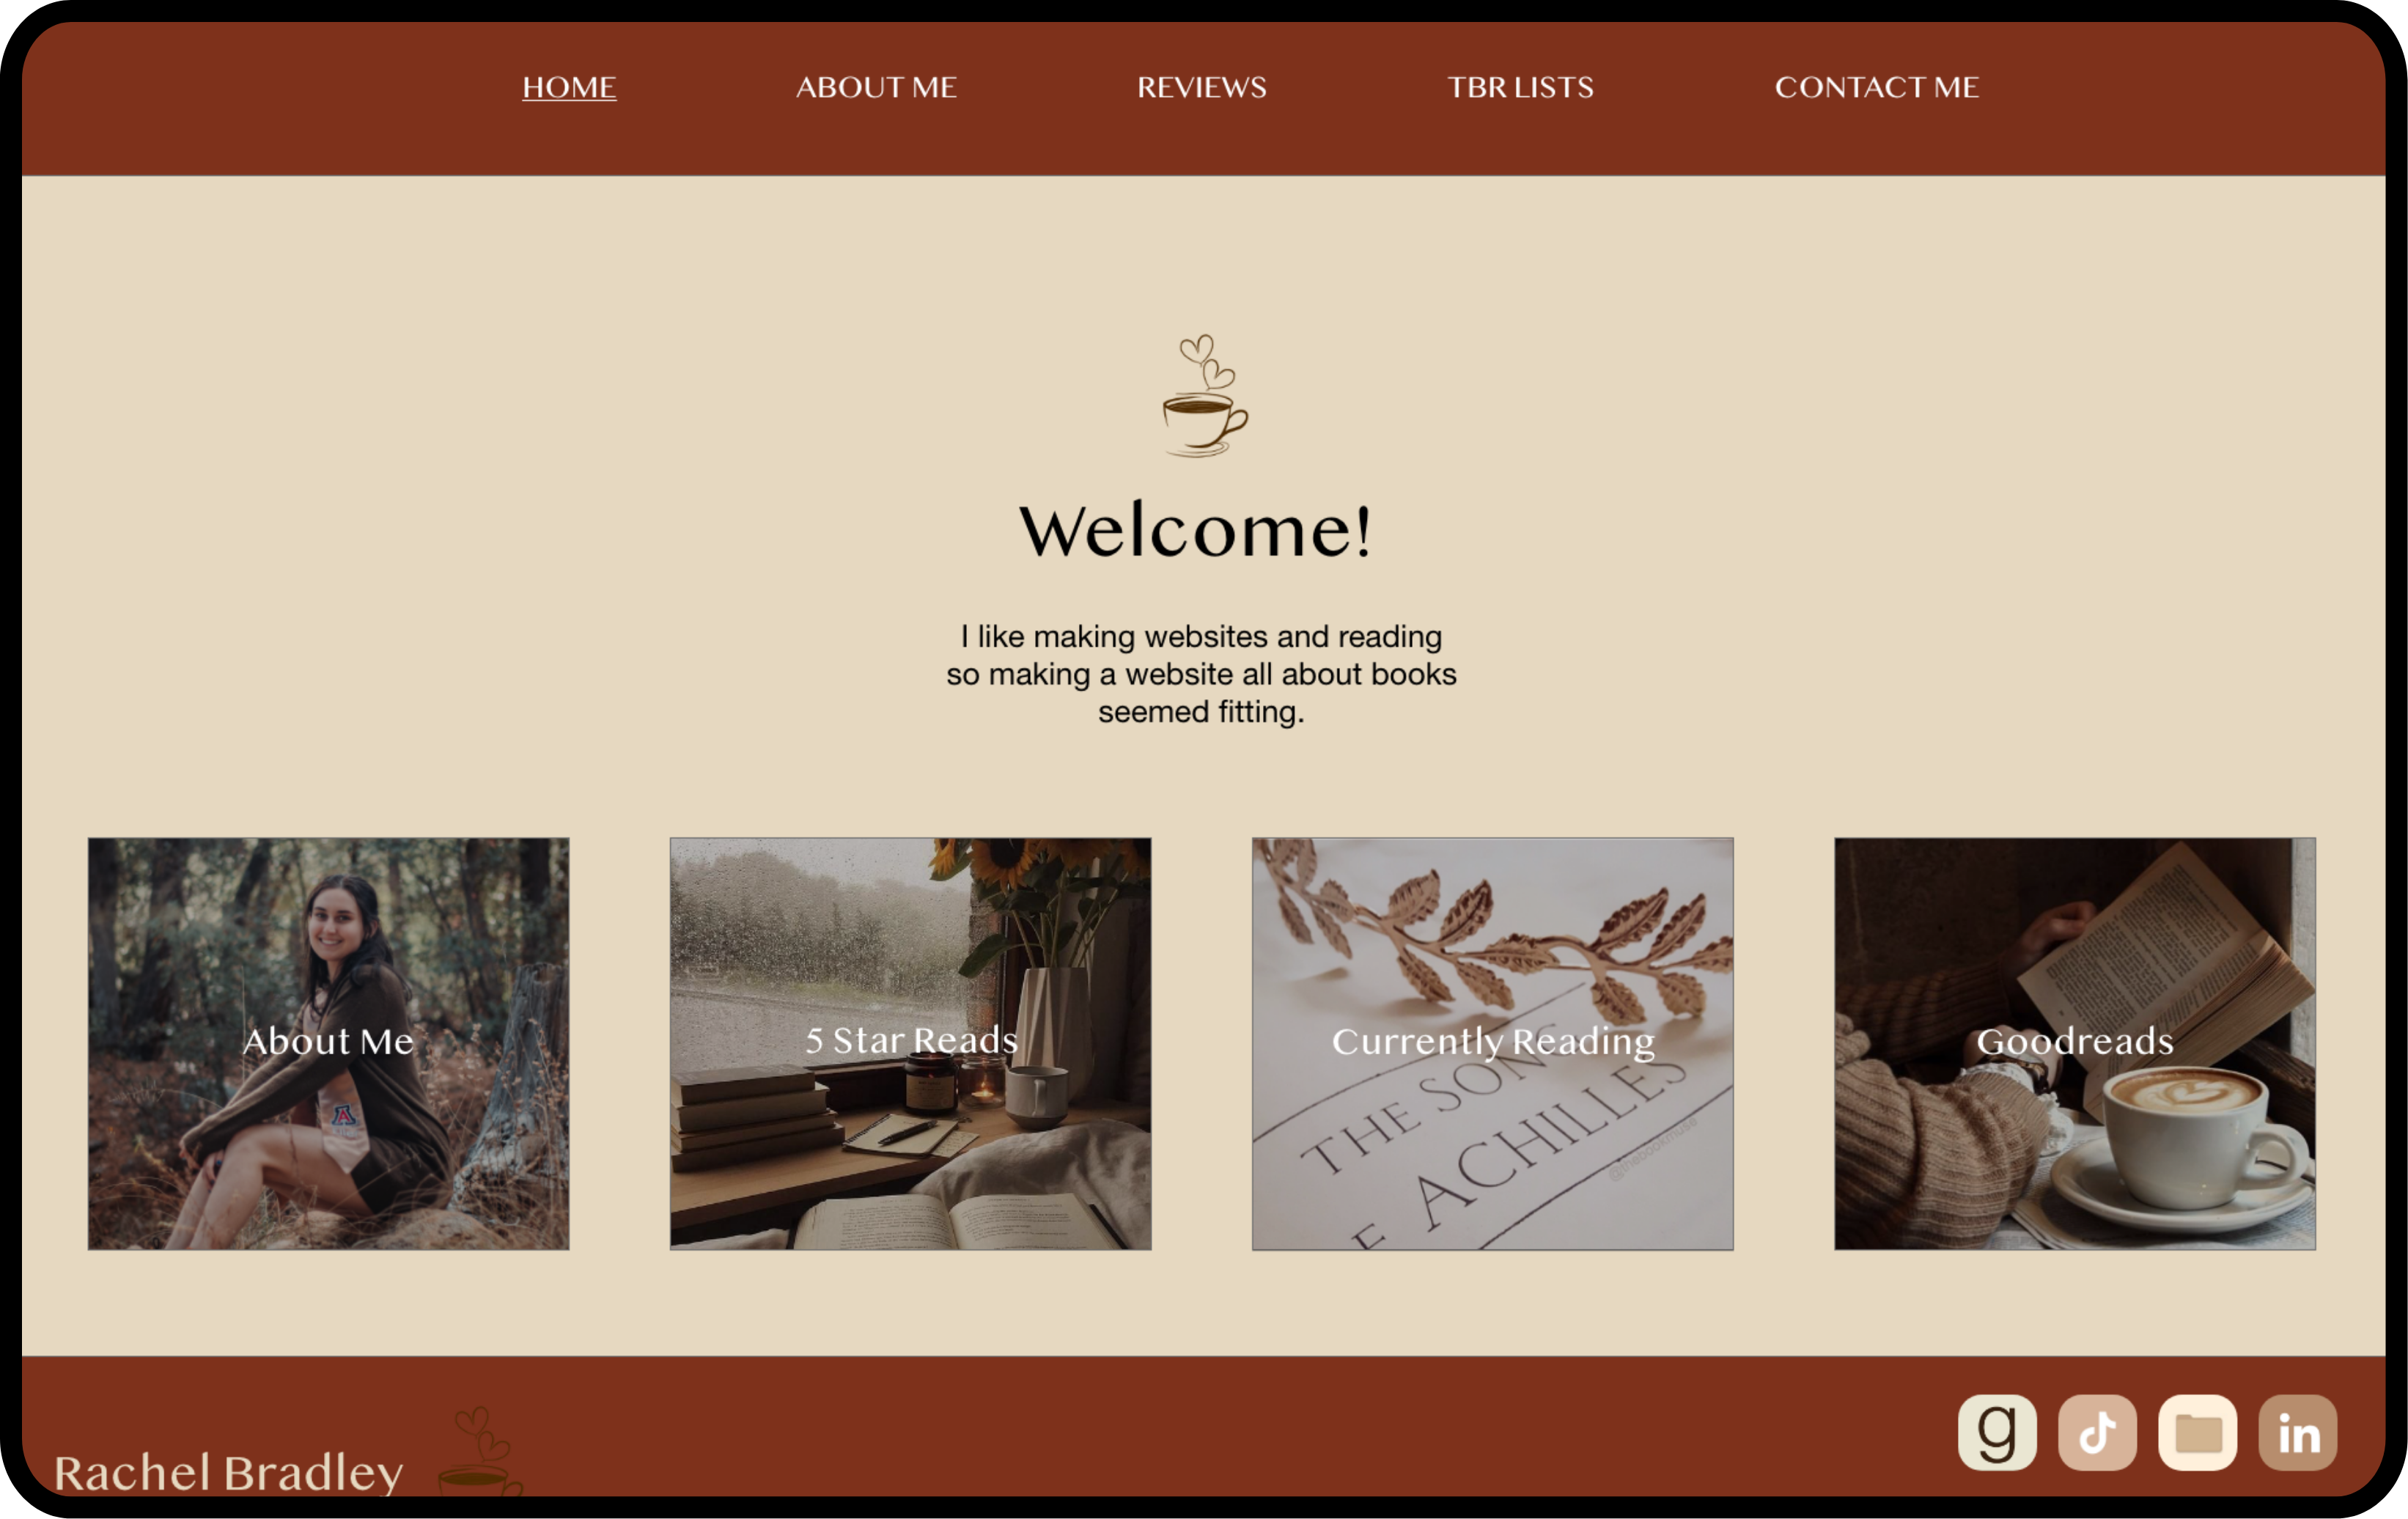 HOME
ABOUT ME
REVIEWS
TBR LISTS
CONTACT ME
Welcome!
I like making websites and reading
so making a website all about books
seemed fitting.
About Me
5 Star Reads
Currently Reading
Goodreads
THE SONG
ACHILLES
E
@thebookmuse
A
Rachel Bradley
g
in